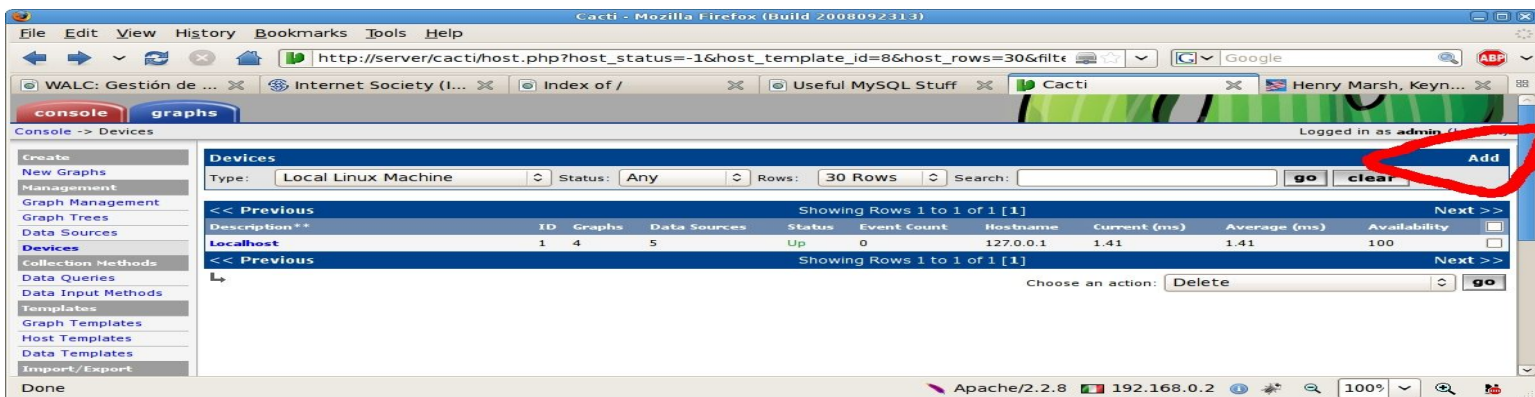 Cacti - Mozilla Firefox (Build 2008092313)
File Edit View History Bookmarks Tools Help
http://server/cacti/host.php?host_status=-1&host_template_id=8&host_rows=30&filte
Google
ABP
WALC: Gestión de ... Internet Society (I... Index of / Useful MySQL Stuff Cacti Henry Marsh, Keyn...
console graphs
Console -> Devices Logged in as admin
Create
New Graphs
Management
Graph Management
Graph Trees
Data Sources
Devices
Collection Methods
Data Queries
Data Input Methods
Templates
Graph Templates
Host Templates
Data Templates
Import/Export
Devices Add
Type: Local Linux Machine Status: Any Rows: 30 Rows Search: go clear
<< Previous Showing Rows 1 to 1 of 1 [1] Next >>
Description** ID Graphs Data Sources Status Event Count Hostname Current (ms) Average (ms) Availability
Localhost 1 4 5 Up 0 127.0.0.1 1.41 1.41 100
<< Previous Showing Rows 1 to 1 of 1 [1] Next >>
Choose an action: Delete go
Done Apache/2.2.8 192.168.0.2 100%